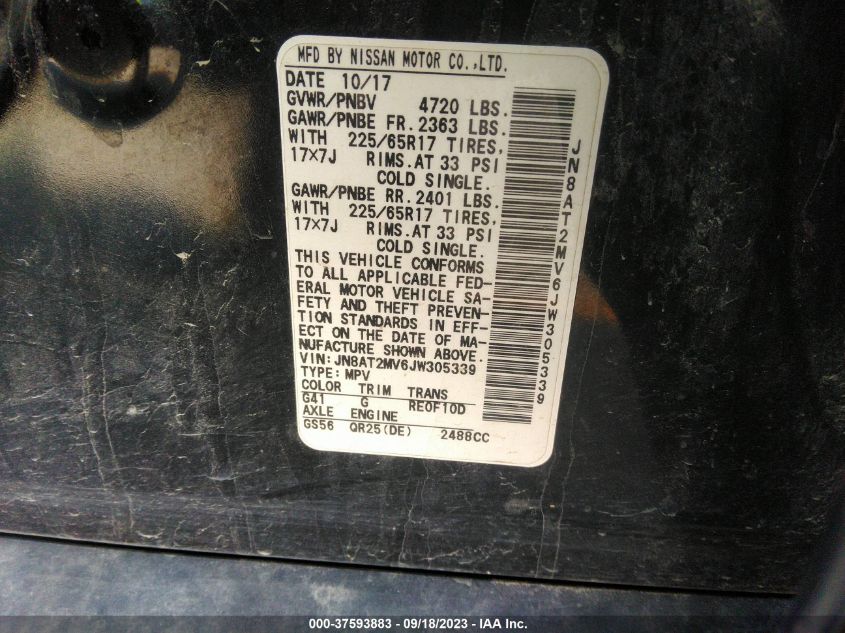 MFD BY NISSAN MOTOR CO.,LTD.
DATE 10/17
GVWR/PNBV 4720 LBS.
GAWR/PNBE FR.2363 LBS.
WITH 225/65R17 TIRES,
17×7J RIMS.AT 33 PSI
COLD SINGLE.
GAWR/PNBE RR.2401 LBS.
WITH 225/65R17 TIRES,
17×7J RIMS.AT 33 PSI
COLD SINGLE.
THIS VEHICLE CONFORMS
TO ALL APPLICABLE FED-
ERAL MOTOR VEHICLE SA-
FETY AND THEFT PREVEN-
TION STANDARDS IN EFF-
ECT ON THE DATE OF MA-
NUFACTURE SHOWN ABOVE.
VIN:JN8AT2MV6JW305339
TYPE:MPV
COLOR TRIM TRANS
G41 G RE0F10D
AXLE ENGINE
GS56 QR25(DE) 2488CC
JN8AT2MV6JW305339
000-37593883 - 09/18/2023 - IAA Inc.